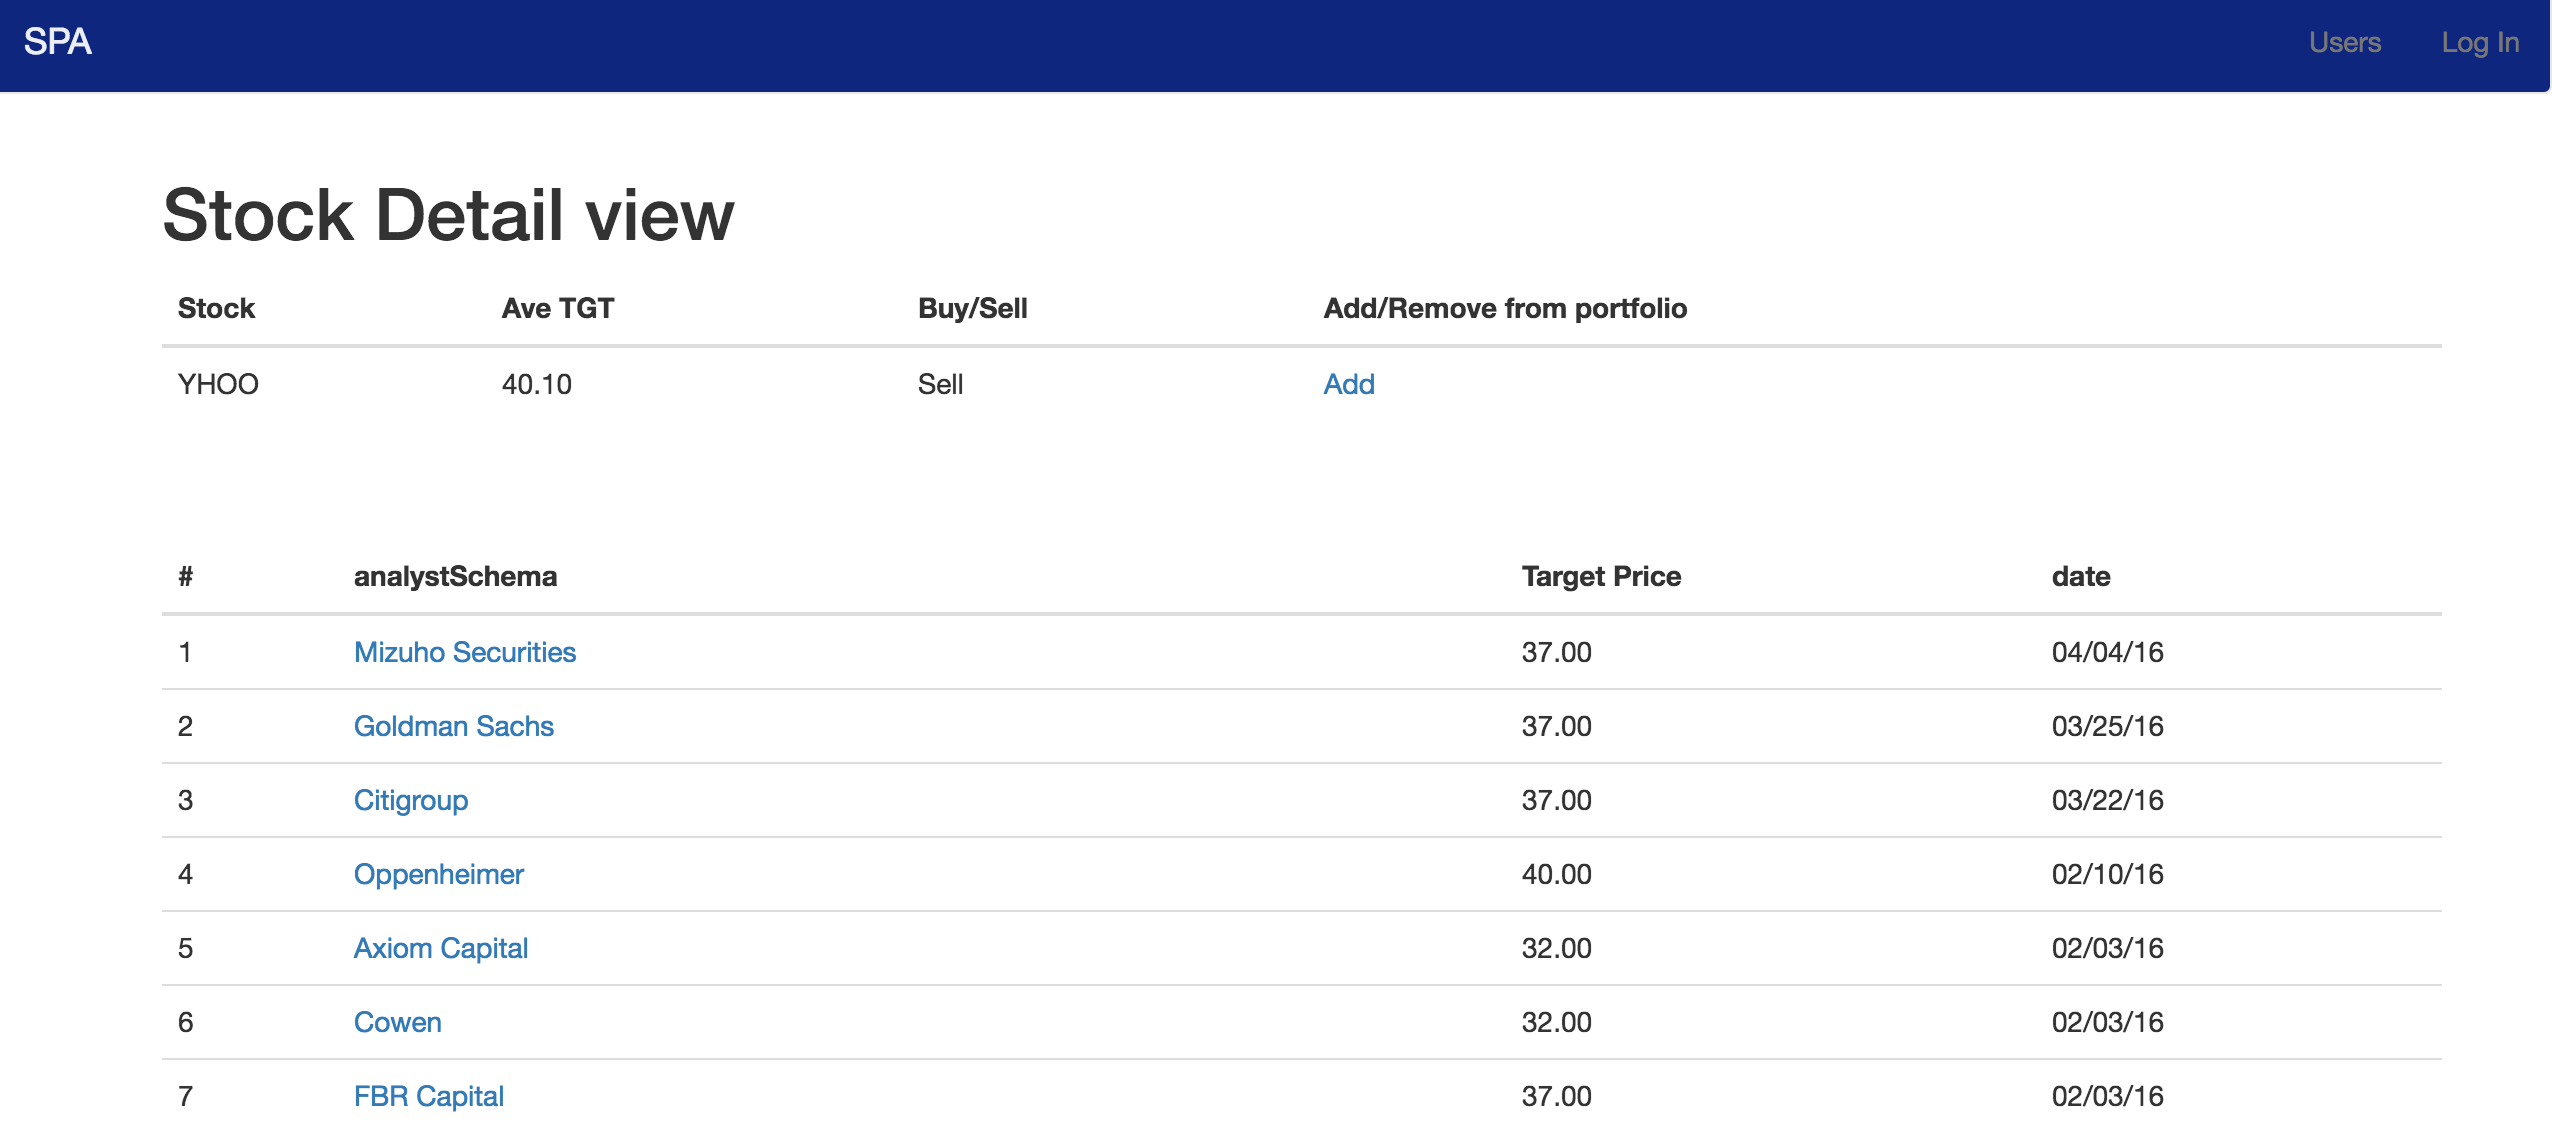 SPA Users Log In
Stock Detail view
Stock Ave TGT Buy/Sell Add/Remove from portfolio
YHOO 40.10 Sell Add
# analystSchema Target Price date
1 Mizuho Securities 37.00 04/04/16
2 Goldman Sachs 37.00 03/25/16
3 Citigroup 37.00 03/22/16
4 Oppenheimer 40.00 02/10/16
5 Axiom Capital 32.00 02/03/16
6 Cowen 32.00 02/03/16
7 FBR Capital 37.00 02/03/16